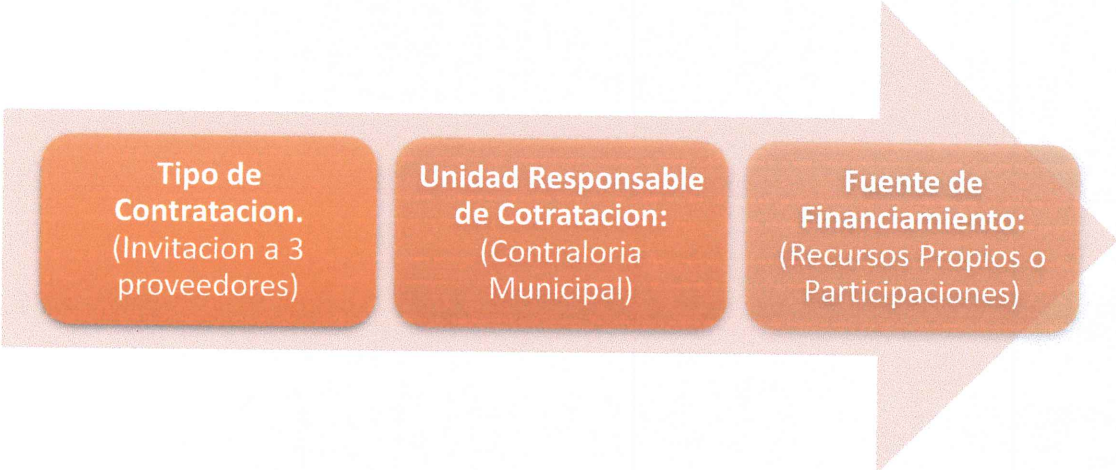 Tipo de
Contratacion.
(Invitacion a 3
proveedores)
Unidad Responsable
de Cotratacion:
(Contraloria
Municipal)
Fuente de
Financiamiento:
(Recursos Propios o
Participaciones)